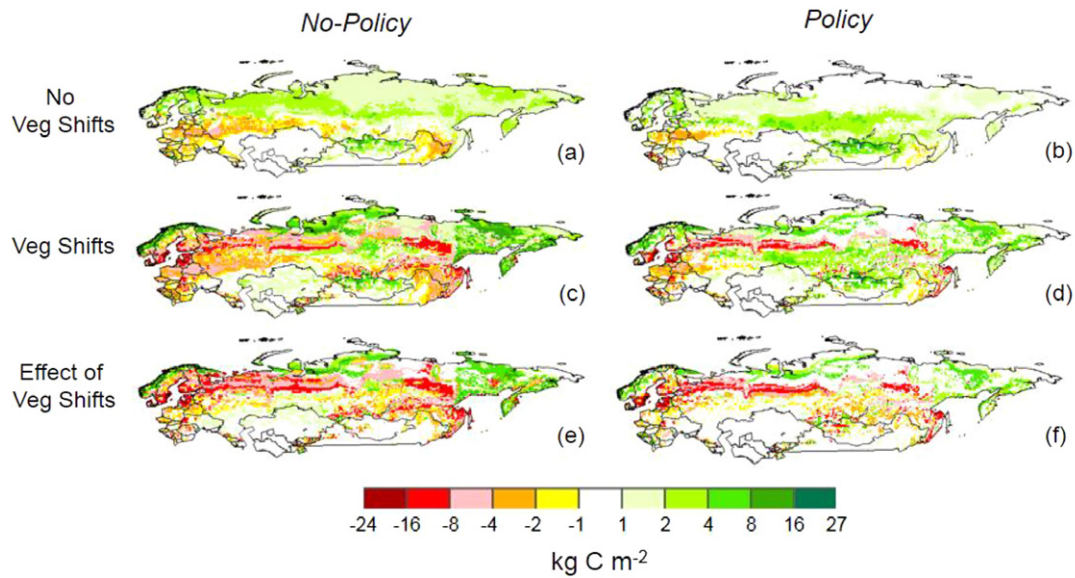 No-Policy
Policy
No
Veg Shifts
(a)
(b)
Veg Shifts
(c)
(d)
Effect of
Veg Shifts
(e)
(f)
-24 -16 -8 -4 -2 -1 1 2 4 8 16 27
kg C m-2